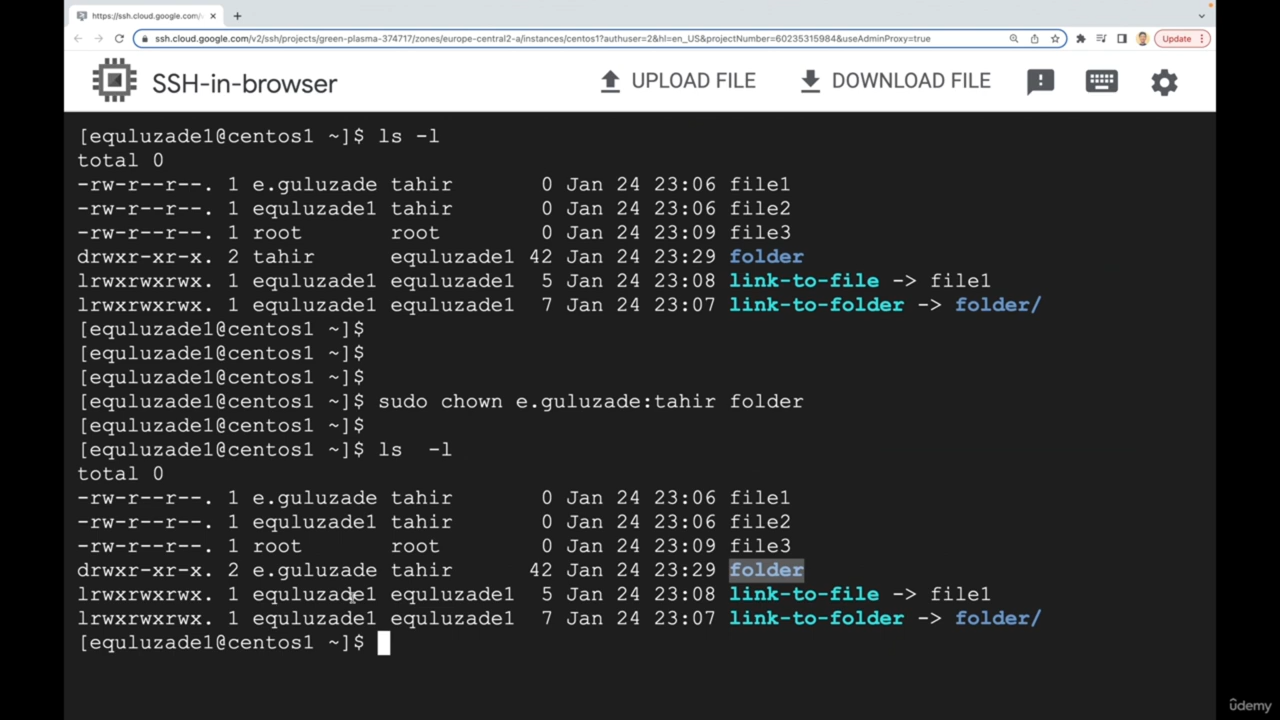 https://ssh.cloud.google.com/v
ssh.cloud.google.com/v2/ssh/projects/green-plasma-374717/zones/europe-central2-a/instances/centos1?authuser=2&hl=en_US&projectNumber=60235315984&useAdminProxy=true
Update
SSH-in-browser
UPLOAD FILE
DOWNLOAD FILE
[equluzade1@centos1 ~]$ ls -l
total 0
-rw-r--r--. 1 e.guluzade tahir 0 Jan 24 23:06 file1
-rw-r--r--. 1 equluzade1 tahir 0 Jan 24 23:06 file2
-rw-r--r--. 1 root root 0 Jan 24 23:09 file3
drwxr-xr-x. 2 tahir equluzade1 42 Jan 24 23:29 folder
lrwxrwxrwx. 1 equluzade1 equluzade1 5 Jan 24 23:08 link-to-file -> file1
lrwxrwxrwx. 1 equluzade1 equluzade1 7 Jan 24 23:07 link-to-folder -> folder/
[equluzade1@centos1 ~]$
[equluzade1@centos1 ~]$
[equluzade1@centos1 ~]$
[equluzade1@centos1 ~]$ sudo chown e.guluzade:tahir folder
[equluzade1@centos1 ~]$
[equluzade1@centos1 ~]$ ls  -l
total 0
-rw-r--r--. 1 e.guluzade tahir 0 Jan 24 23:06 file1
-rw-r--r--. 1 equluzade1 tahir 0 Jan 24 23:06 file2
-rw-r--r--. 1 root root 0 Jan 24 23:09 file3
drwxr-xr-x. 2 e.guluzade tahir 42 Jan 24 23:29 folder
lrwxrwxrwx. 1 equluzade1 equluzade1 5 Jan 24 23:08 link-to-file -> file1
lrwxrwxrwx. 1 equluzade1 equluzade1 7 Jan 24 23:07 link-to-folder -> folder/
[equluzade1@centos1 ~]$
ûdemy